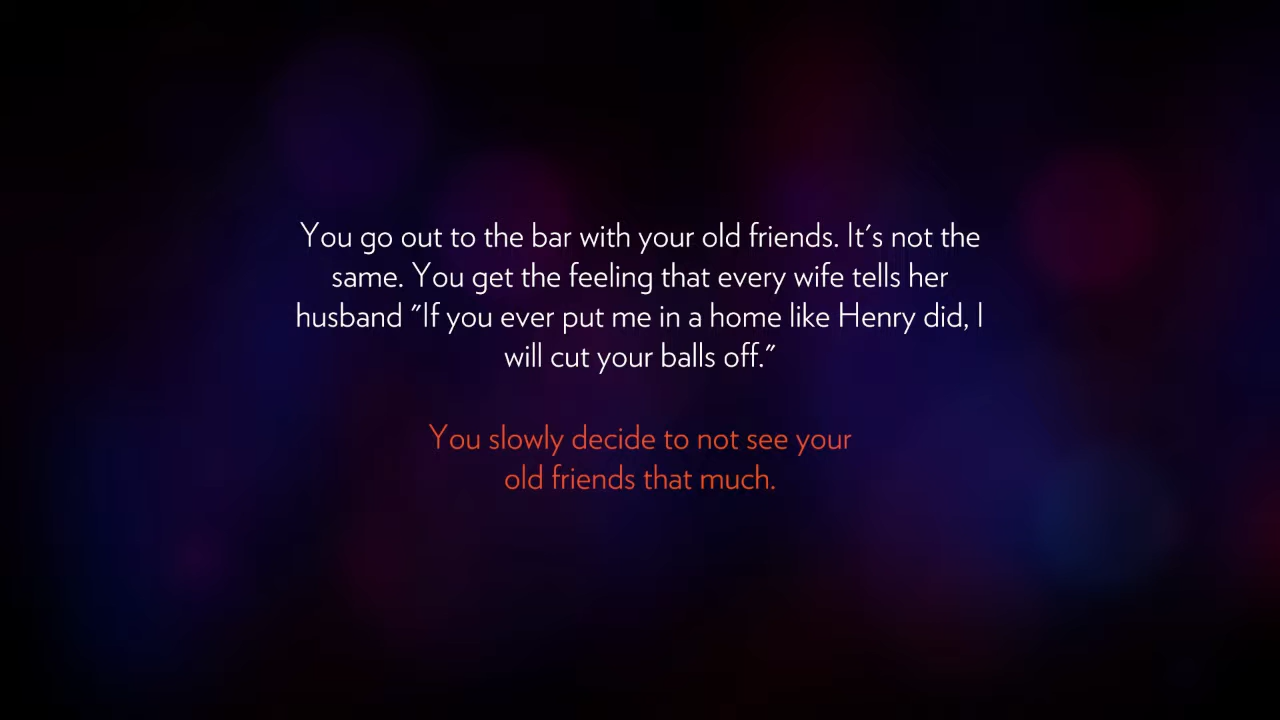 You go out to the bar with your old friends. It's not the
same. You get the feeling that every wife tells her
husband "If you ever put me in a home like Henry did, I
will cut your balls off."
You slowly decide to not see your
old friends that much.